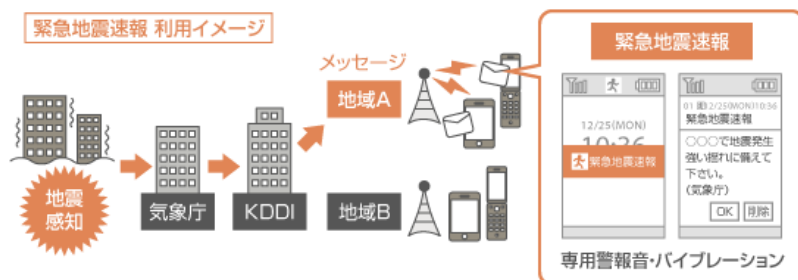 緊急地震速報 利用イメージ
地震
感知
気象庁
KDDI
メッセージ
地域A
地域B
緊急地震速報
12/25(MON)
10:36
緊急地震速報
01 12/25(MON)10:36
緊急地震速報
〇〇〇で地震発生
強い揺れに備えて
下さい。
(気象庁)
OK 削除
専用警報音・バイブレーション